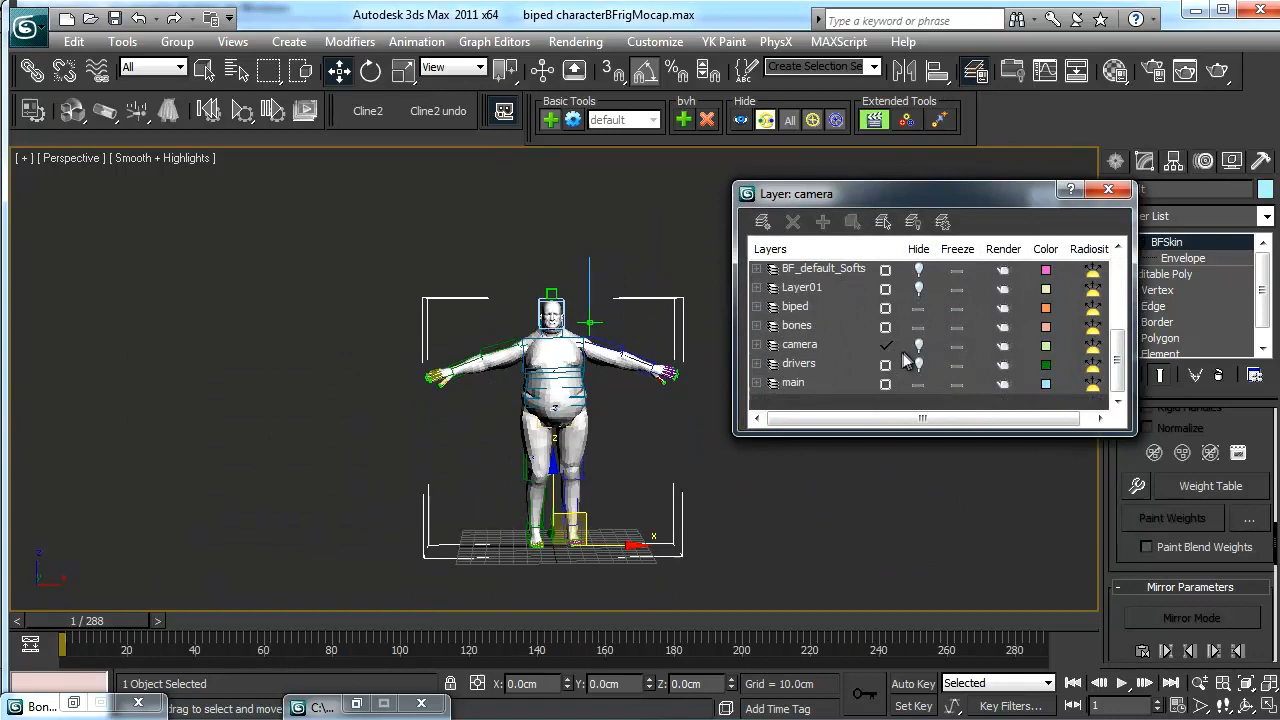 Autodesk 3ds Max 2011 x64 biped characterBFrigMocap.max
Type a keyword or phrase
Edit Tools Group Views Create Modifiers Animation Graph Editors Rendering Customize YK Paint PhysX MAXScript Help
All View Create Selection Se
Cline2 Cline2 undo Basic Tools default bvh Hide All Extended Tools
[ + ] [ Perspective ] [ Smooth + Highlights ]
Layer: camera
Layers Hide Freeze Render Color Radiosit
BF_default_Softs
Layer01
biped
bones
camera
drivers
main
BFSkin
Envelope
Vertex
Edge
Border
Polygon
Element
Normalize
Weight Table
Paint Weights ...
Paint Blend Weights
- Mirror Parameters
Mirror Mode
z
x
1 / 288
20 40 60 80 100 120 140 160 180 200 220 240 260 280
1 Object Selected X: 0.0cm Y: 0.0cm Z: 0.0cm Grid = 10.0cm Auto Key Selected
Bon... C:\... drag to select and move Add Time Tag Set Key Key Filters... 1